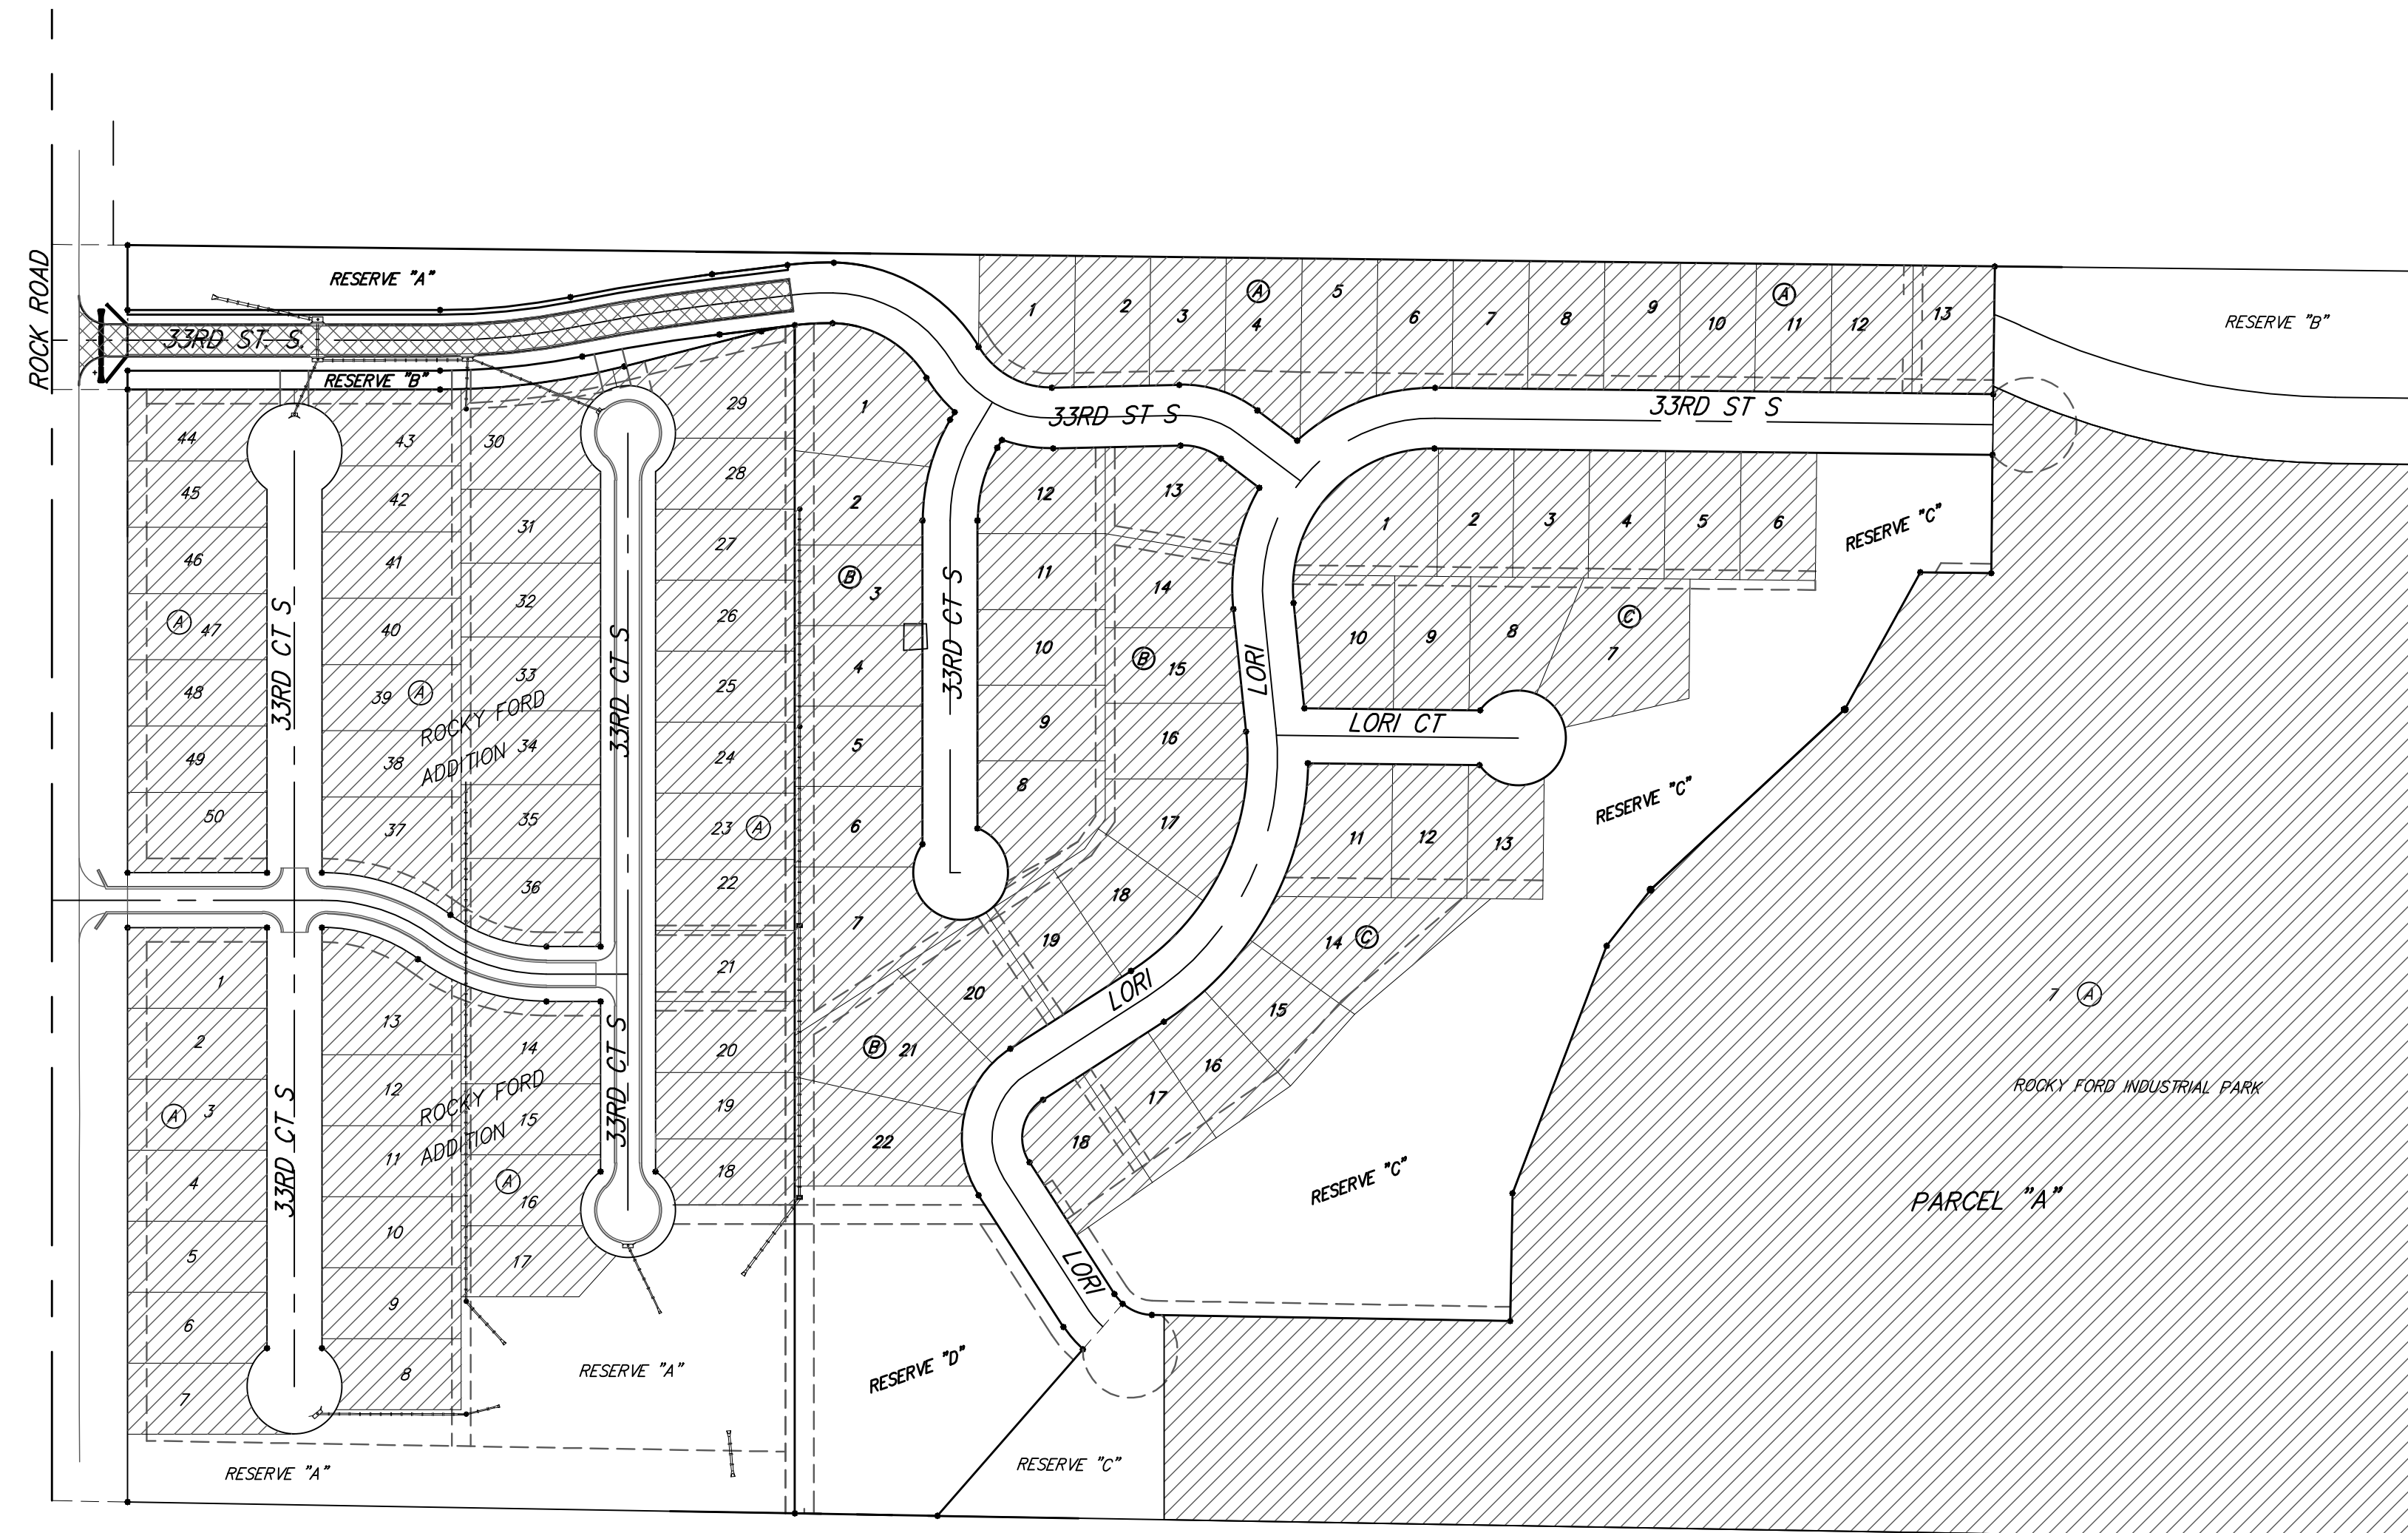 ROCK ROAD
RESERVE "A"
33RD ST. S.
RESERVE "B"
1
2
3
A
4
5
6
7
8
9
10
A
11
12
13
RESERVE "B"
33RD ST S
33RD ST S
44
45
46
A
47
48
49
50
33RD CT S
43
42
41
40
39
A
38
37
ROCKY FORD
ADDITION
30
31
32
33
34
35
36
33RD CT S
29
28
27
26
25
24
23
A
22
21
20
19
18
1
2
B
3
4
5
6
7
33RD CT S
12
11
10
9
8
13
14
B
15
16
17
18
19
20
B
21
22
LORI
1
2
3
4
5
6
RESERVE "C"
10
9
8
C
7
LORI CT
11
12
13
RESERVE "C"
14
C
15
16
17
18
LORI
LORI
RESERVE "C"
7
A
ROCKY FORD INDUSTRIAL PARK
PARCEL "A"
1
2
A
3
4
5
6
7
33RD CT S
13
12
11
10
9
8
ROCKY FORD
ADDITION
14
15
A
16
17
33RD CT S
RESERVE "A"
RESERVE "D"
RESERVE "A"
RESERVE "C"